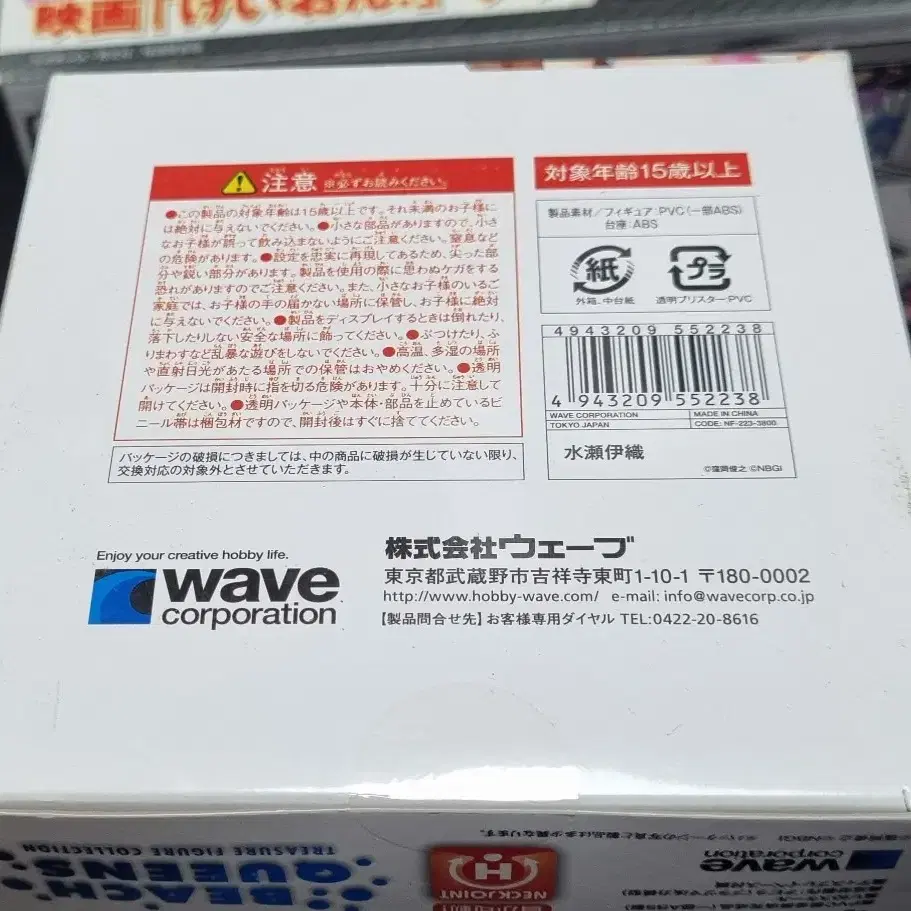 映画「けいおん!」
注意 ※必ずお読みください。
●この製品の対象年齢は15歳以上です。それ未満のお子様に
は絶対に与えないでください。●小さな部品がありますので、小さ
なお子様が誤って飲み込まないようにご注意ください。窒息など
の危険があります。●設定を忠実に再現してあるため、尖った部
分や鋭い部分があります。製品を使用の際に思わぬケガをする
恐れがありますのでご注意ください。また、小さなお子様のいるご
家庭では、お子様の手の届かない場所に保管し、お子様に絶対
に与えないでください。●製品をディスプレイするときは倒れたり、
落下したりしない安全な場所に飾ってください。●ぶつけたり、ふ
りまわすなど乱暴な遊びをしないでください。●高温、多湿の場所
や直射日光があたる場所での保管はおやめください。●透明
パッケージは開封時に指を切る危険があります。十分に注意して
開けてください。●透明パッケージや本体・部品を止めているビ
ニール帯は梱包材ですので、開封後はすぐに捨ててください。
パッケージの破損につきましては、中の商品に破損が生じていない限り、
交換対応の対象外とさせていただきます。
対象年齢15歳以上
製品素材/フィギュア:PVC(一部ABS)
台座:ABS
紙
プラ
外箱、中台紙
透明ブリスター:PVC
4943209 552238
4 943209 552238
WAVE CORPORATION
TOKYO JAPAN
MADE IN CHINA
CODE: NF-223-3800
水瀬伊織
©窪岡俊之 ©NBGI
Enjoy your creative hobby life.
wave
corporation
株式会社ウェーブ
東京都武蔵野市吉祥寺東町1-10-1 〒180-0002
http://www.hobby-wave.com/ e-mail: info@wavecorp.co.jp
【製品問合せ先】お客様専用ダイヤル TEL:0422-20-8616
BEACH
QUEENS
TREASURE FIGURE COLLECTION
H
NECKJOINT
wave
corporation